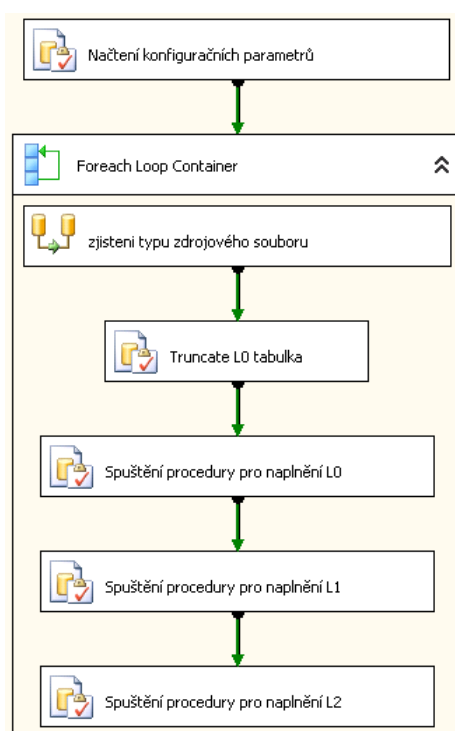 Načtení konfiguračních parametrů
Foreach Loop Container
zjisteni typu zdrojového souboru
Truncate L0 tabulka
Spuštění procedury pro naplnění L0
Spuštění procedury pro naplnění L1
Spuštění procedury pro naplnění L2